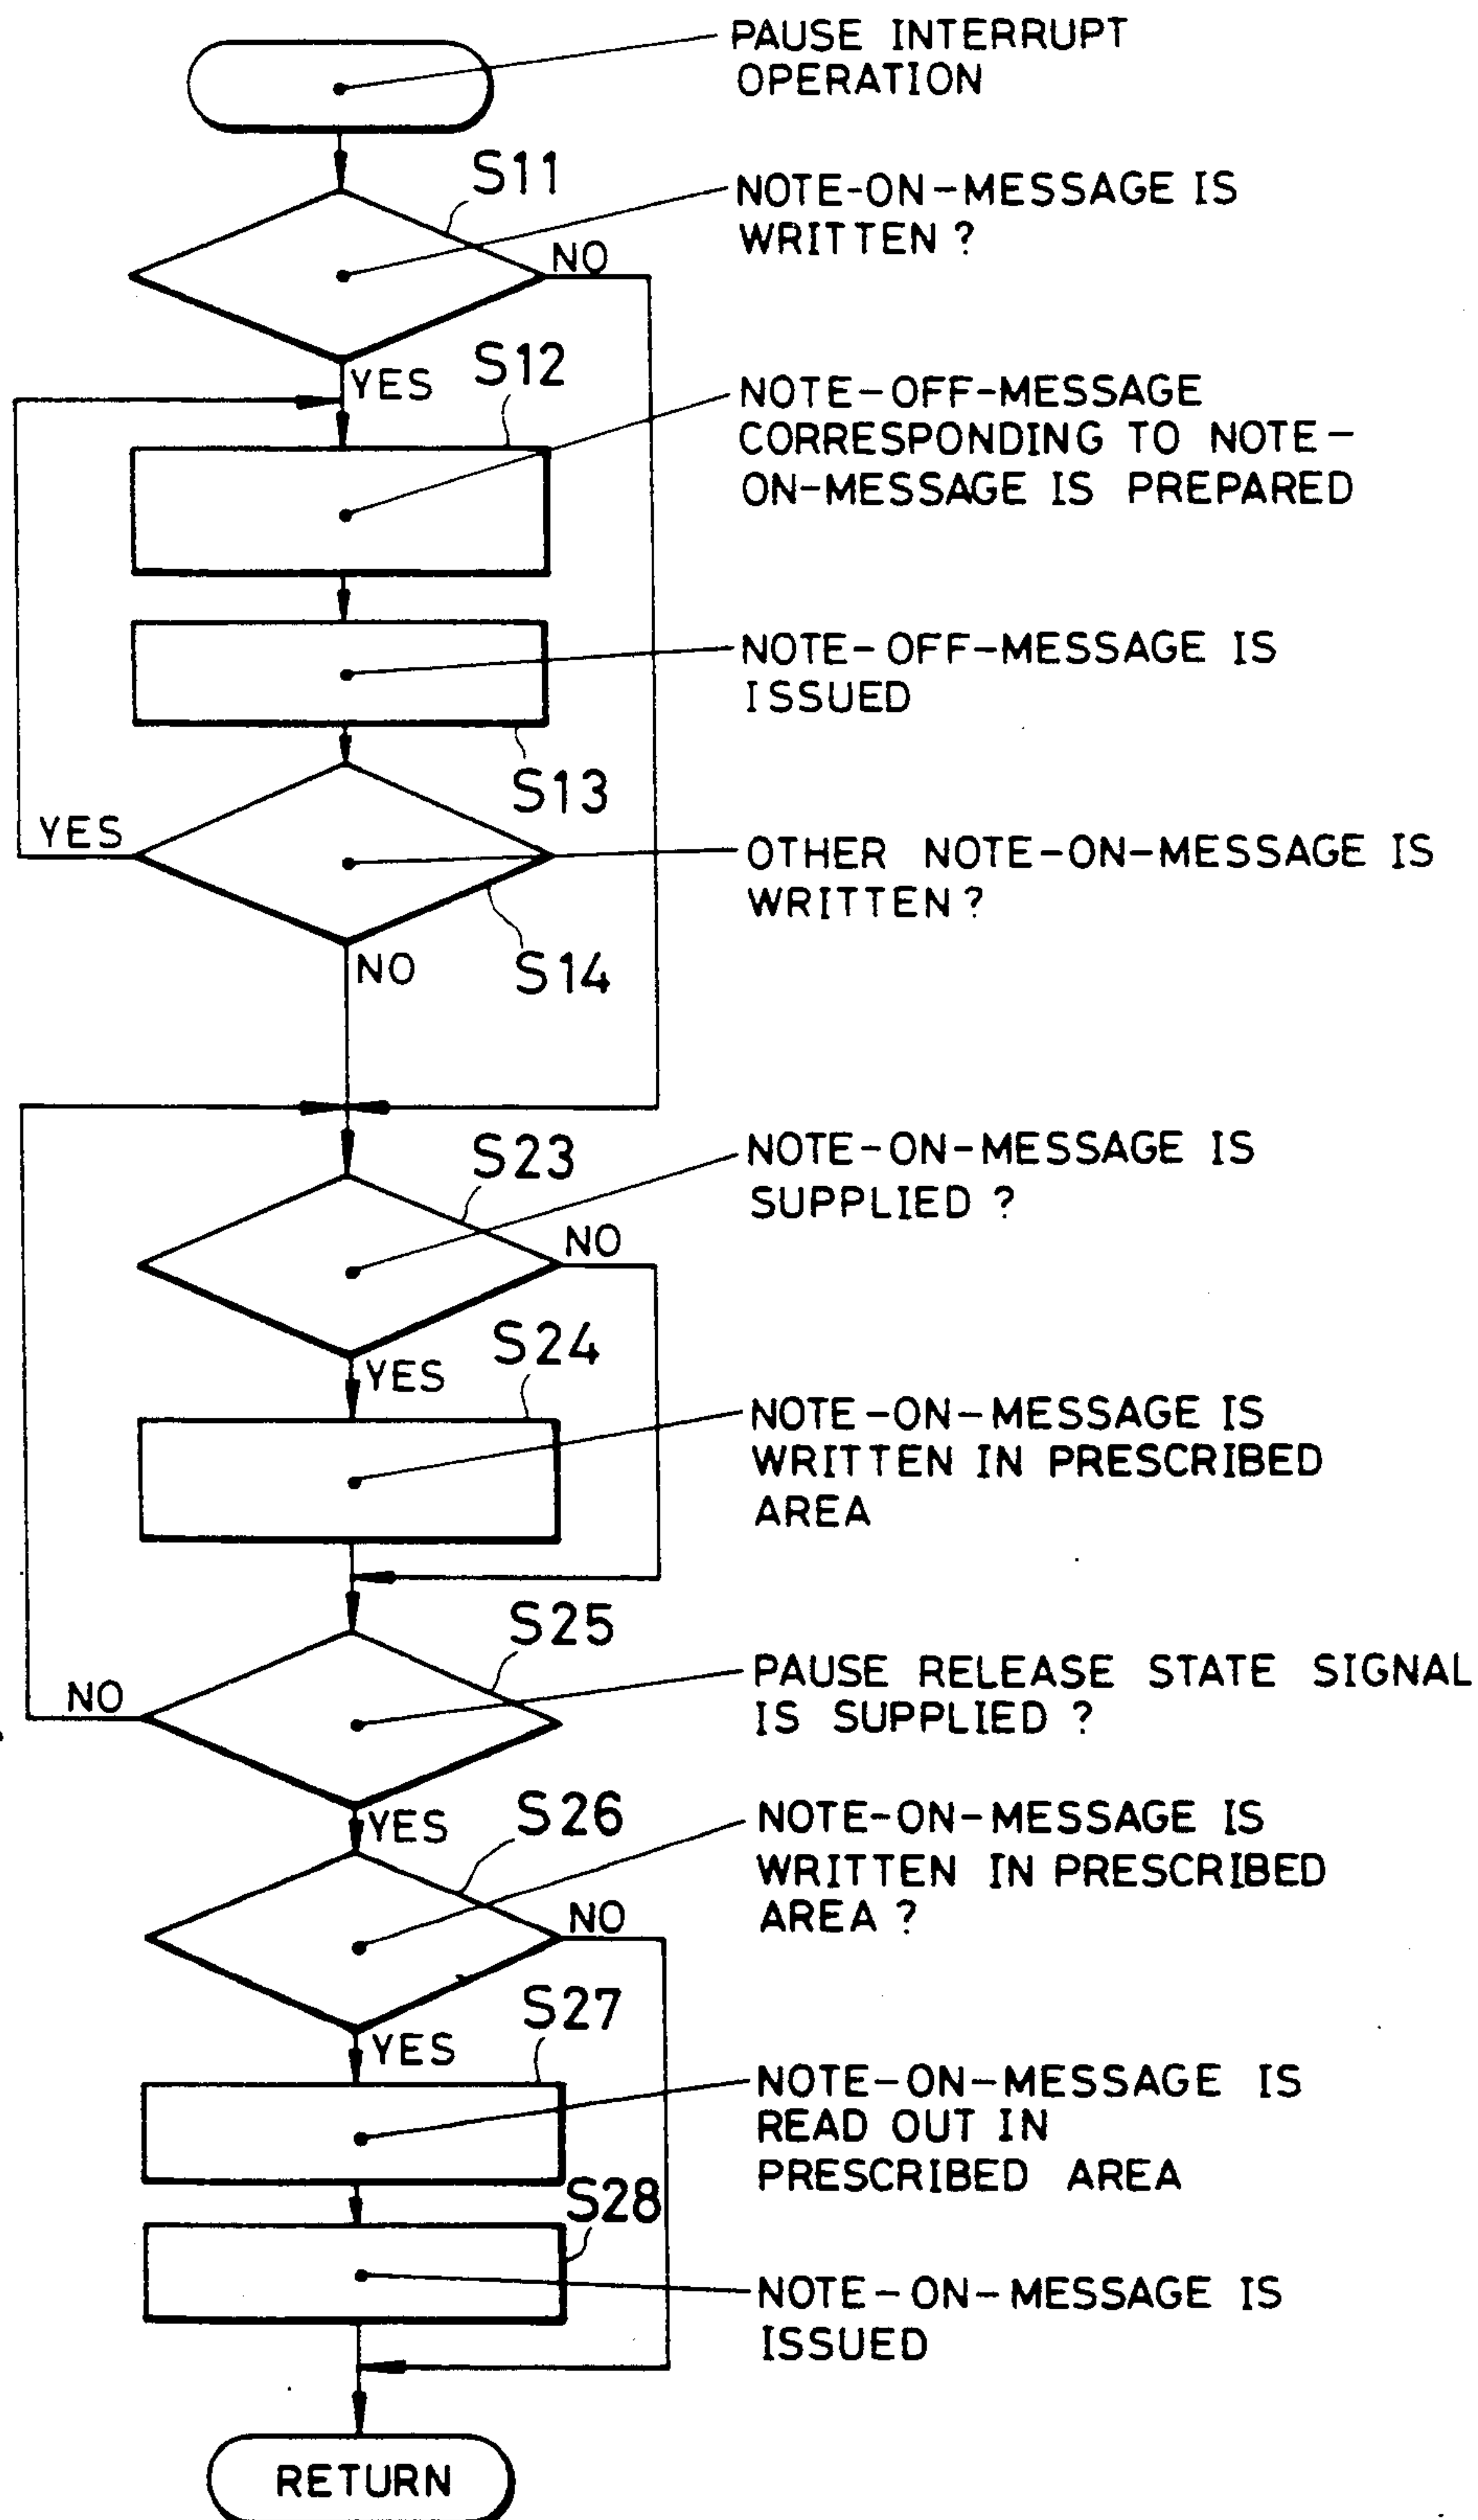 PAUSE INTERRUPT
OPERATION
S11
NOTE-ON-MESSAGE IS
WRITTEN ?
NO
YES
S12
NOTE-OFF-MESSAGE
CORRESPONDING TO NOTE-
ON-MESSAGE IS PREPARED
NOTE-OFF-MESSAGE IS
ISSUED
S13
YES
OTHER NOTE-ON-MESSAGE IS
WRITTEN ?
S14
NO
S23
NOTE-ON-MESSAGE IS
SUPPLIED ?
NO
YES
S24
NOTE-ON-MESSAGE IS
WRITTEN IN PRESCRIBED
AREA
S25
NO
PAUSE RELEASE STATE SIGNAL
IS SUPPLIED ?
YES
S26
NOTE-ON-MESSAGE IS
WRITTEN IN PRESCRIBED
AREA ?
NO
YES
S27
NOTE-ON-MESSAGE IS
READ OUT IN
PRESCRIBED AREA
S28
NOTE-ON-MESSAGE IS
ISSUED
RETURN